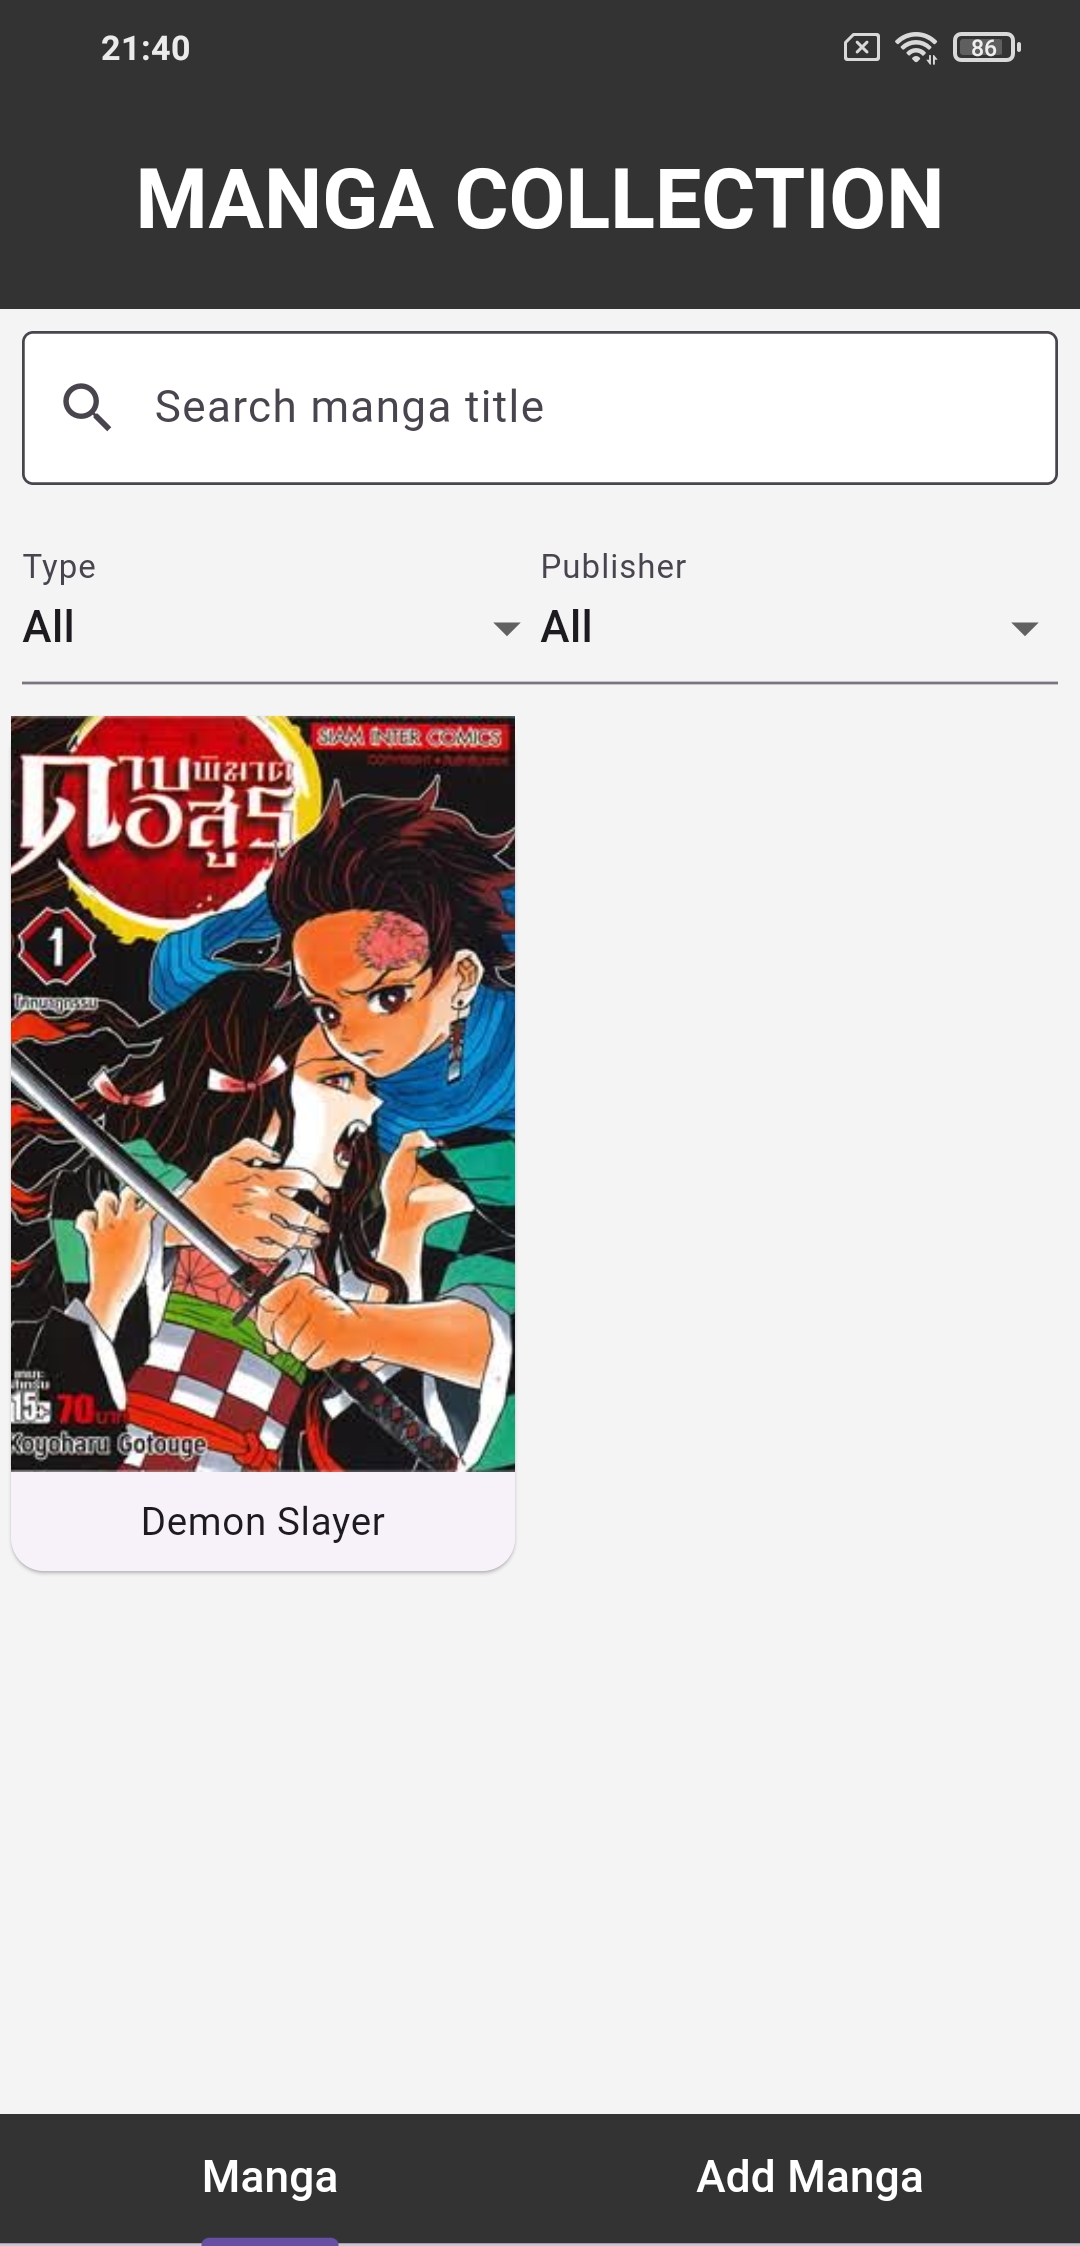 21:40
86
MANGA COLLECTION
Search manga title
Type
Publisher
All
All
SIAM INTER COMICS
ดาบพิฆาต
อสูร
1
15+ 70 บาท
Koyoharu Gotouge
Demon Slayer
Manga
Add Manga